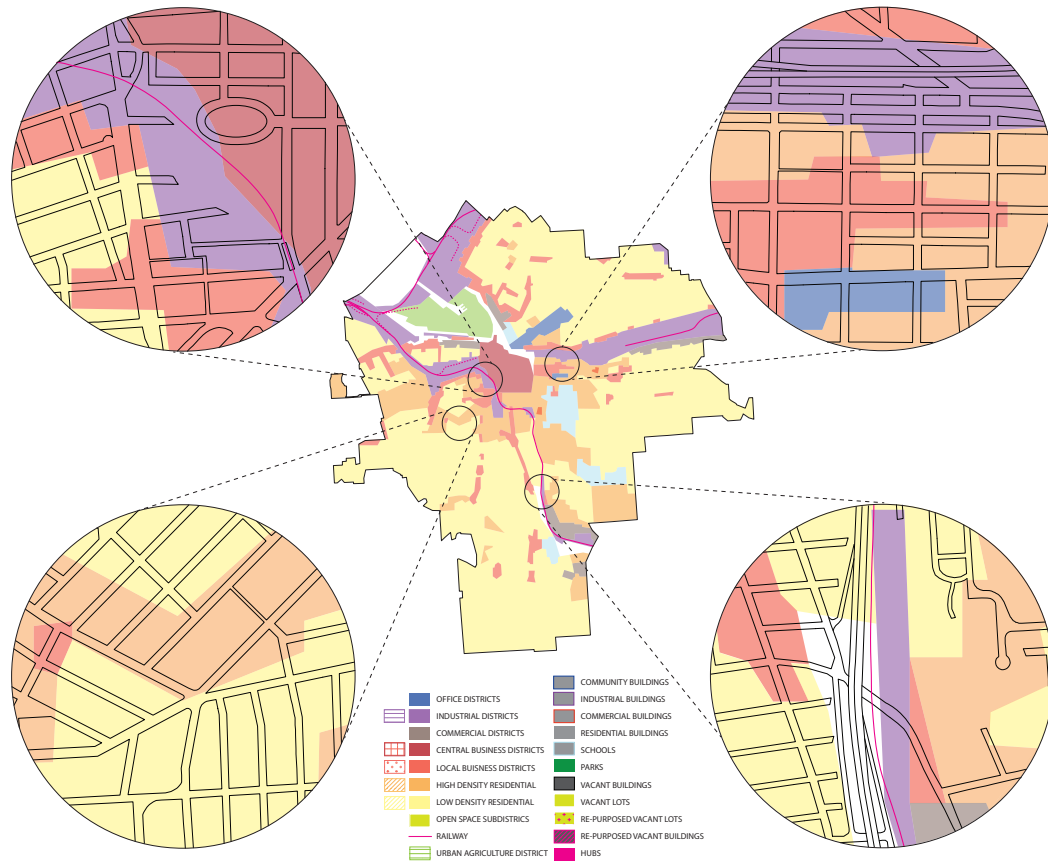 OFFICE DISTRICTS
INDUSTRIAL DISTRICTS
COMMERCIAL DISTRICTS
CENTRAL BUSINESS DISTRICTS
LOCAL BUSINESS DISTRICTS
HIGH DENSITY RESIDENTIAL
LOW DENSITY RESIDENTIAL
OPEN SPACE SUBDISTRICS
RAILWAY
URBAN AGRICULTURE DISTRICT
COMMUNITY BUILDINGS
INDUSTRIAL BUILDINGS
COMMERCIAL BUILDINGS
RESIDENTIAL BUILDINGS
SCHOOLS
PARKS
VACANT BUILDINGS
VACANT LOTS
RE-PURPOSED VACANT LOTS
RE-PURPOSED VACANT BUILDINGS
HUBS